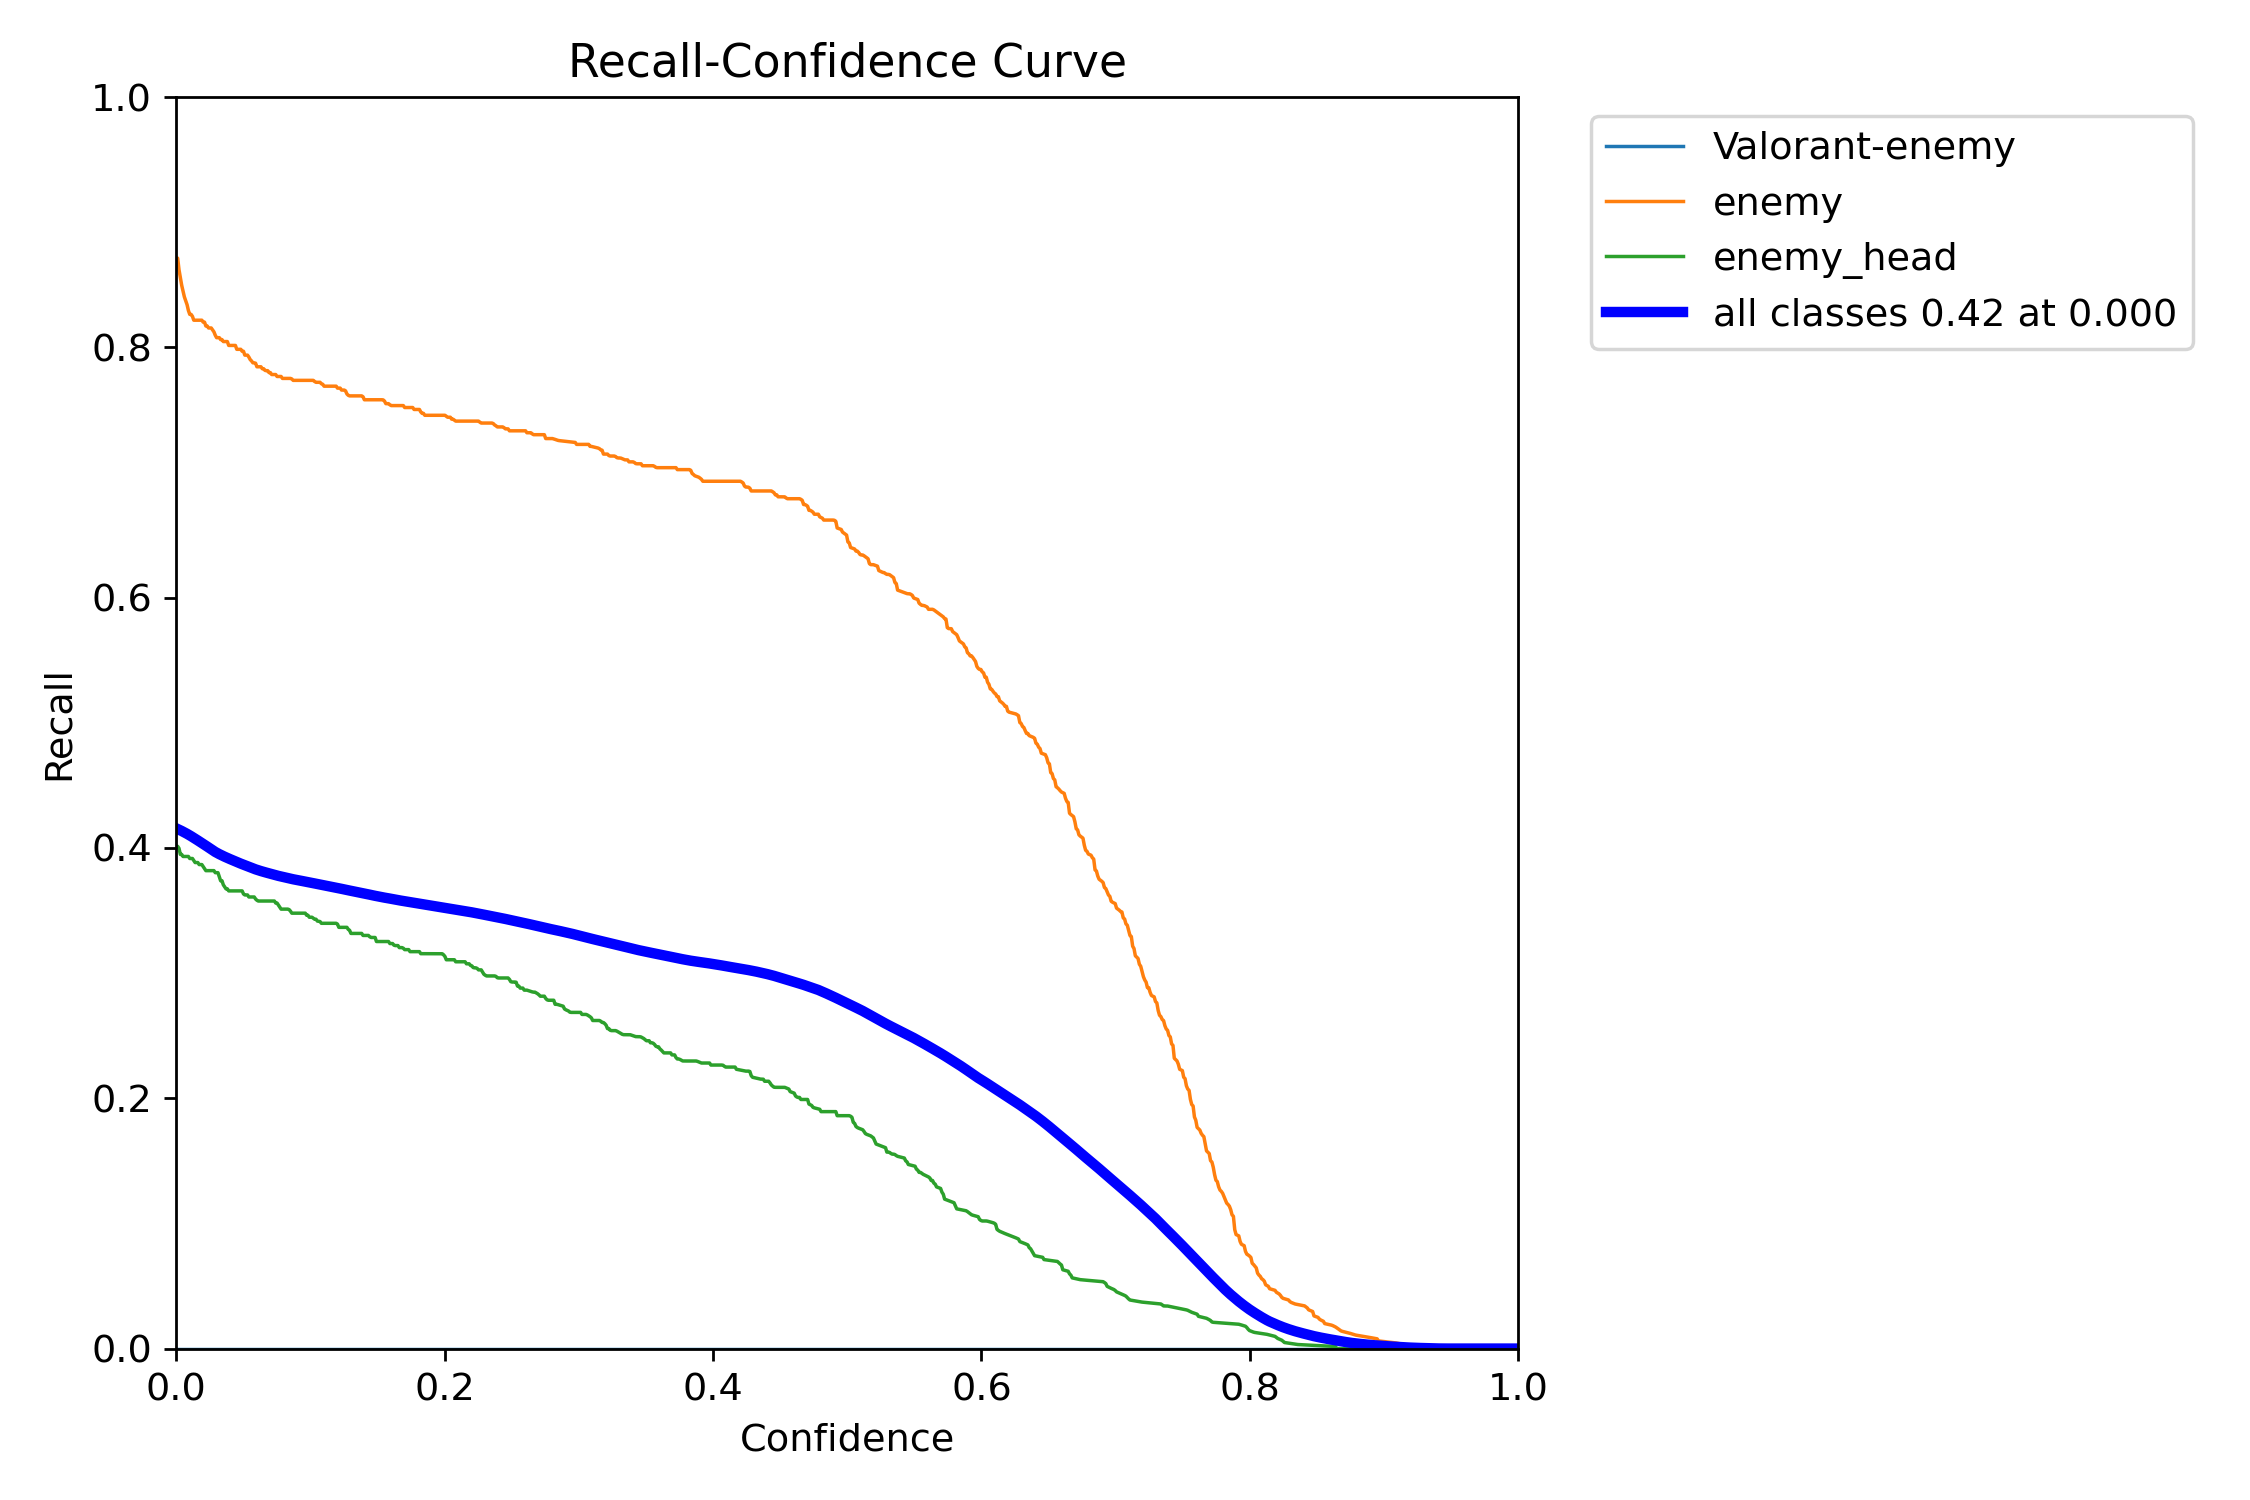 Recall-Confidence Curve
1.0
0.8
0.6
0.4
0.2
0.0
Recall
0.0 0.2 0.4 0.6 0.8 1.0
Confidence
Valorant-enemy
enemy
enemy_head
all classes 0.42 at 0.000